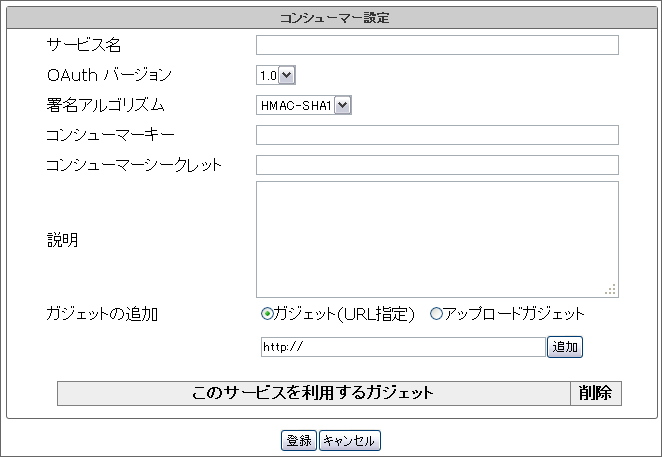 コンシューマー設定
サービス名
OAuth バージョン 1.0
署名アルゴリズム HMAC-SHA1
コンシューマーキー
コンシューマーシークレット
説明
ガジェットの追加 ガジェット(URL指定) アップロードガジェット
http:// 追加
このサービスを利用するガジェット 削除
登録 キャンセル